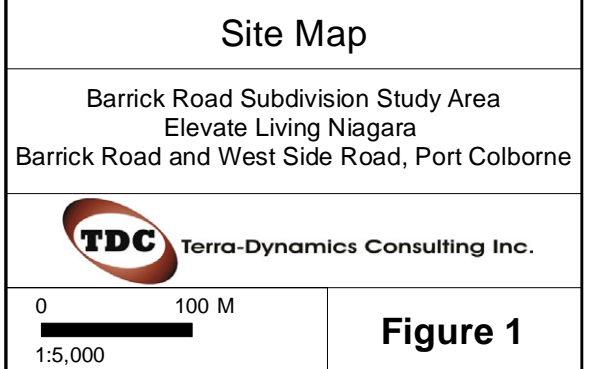 Site Map
Barrick Road Subdivision Study Area
Elevate Living Niagara
Barrick Road and West Side Road, Port Colborne
TDC Terra-Dynamics Consulting Inc.
0 100 M
1:5,000
Figure 1